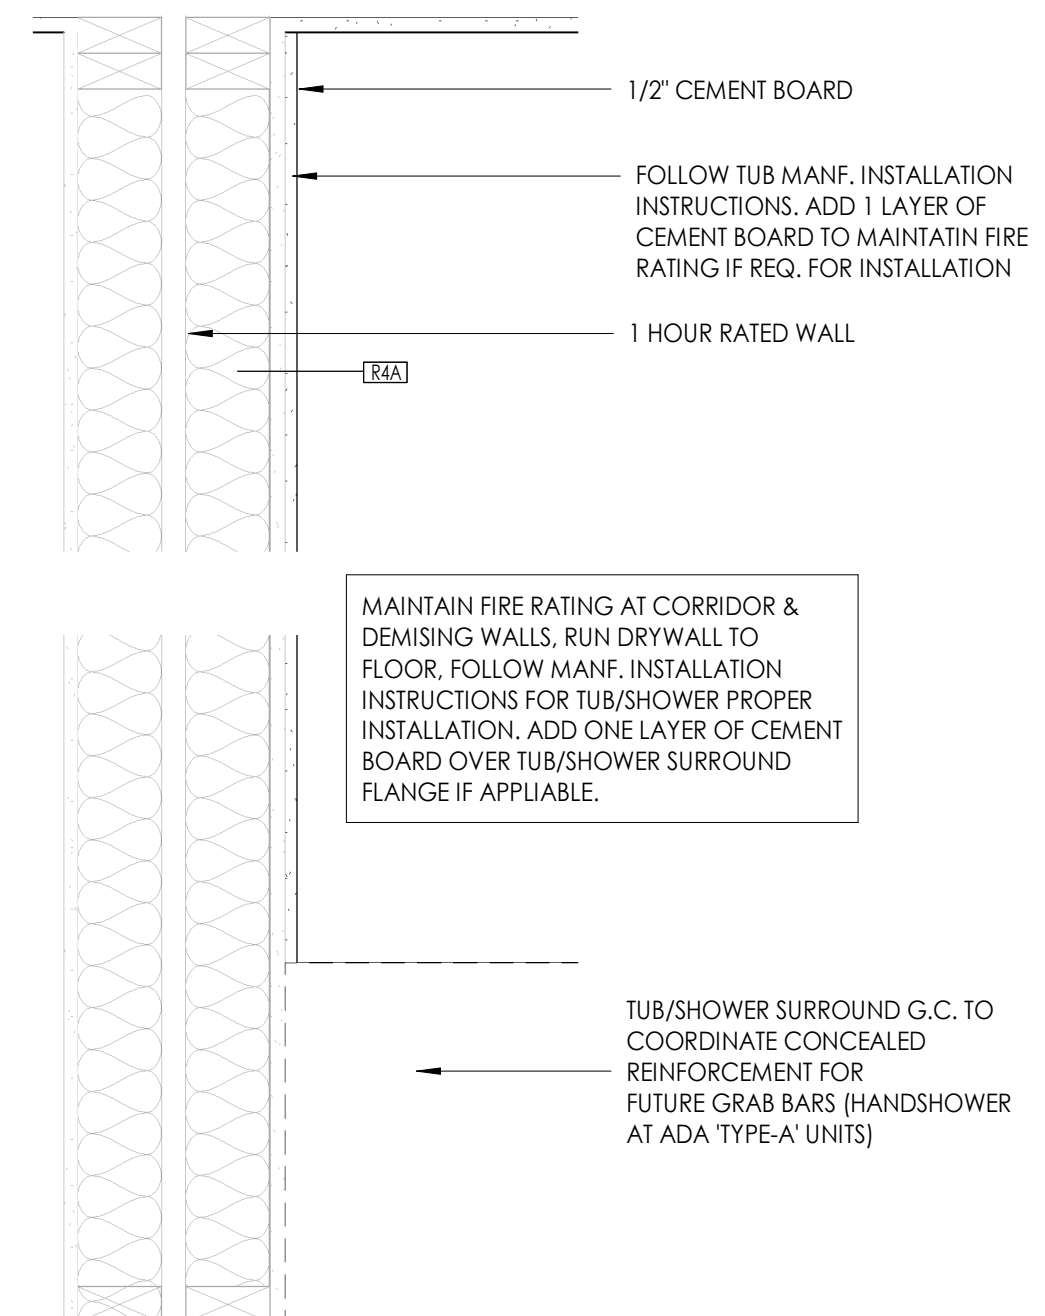 1/2" CEMENT BOARD
FOLLOW TUB MANF. INSTALLATION
INSTRUCTIONS. ADD 1 LAYER OF
CEMENT BOARD TO MAINTATIN FIRE
RATING IF REQ. FOR INSTALLATION
1 HOUR RATED WALL
R4A
MAINTAIN FIRE RATING AT CORRIDOR &
DEMISING WALLS, RUN DRYWALL TO
FLOOR, FOLLOW MANF. INSTALLATION
INSTRUCTIONS FOR TUB/SHOWER PROPER
INSTALLATION. ADD ONE LAYER OF CEMENT
BOARD OVER TUB/SHOWER SURROUND
FLANGE IF APPLIABLE.
TUB/SHOWER SURROUND G.C. TO
COORDINATE CONCEALED
REINFORCEMENT FOR
FUTURE GRAB BARS (HANDSHOWER
AT ADA 'TYPE-A' UNITS)